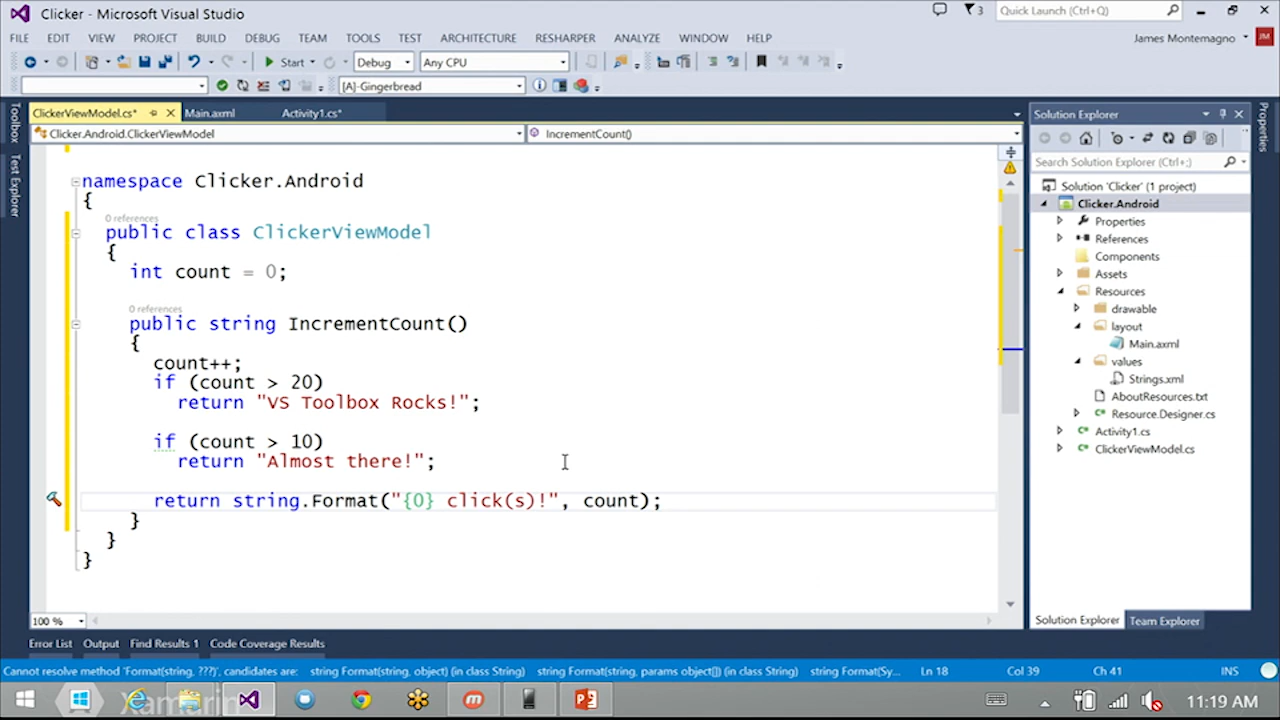 Clicker - Microsoft Visual Studio
3
Quick Launch (Ctrl+Q)
FILE EDIT VIEW PROJECT BUILD DEBUG TEAM TOOLS TEST ARCHITECTURE RESHARPER ANALYZE WINDOW HELP
James Montemagno JM
Start Debug Any CPU
[A]-Gingerbread
Toolbox
Test Explorer
ClickerViewModel.cs* Main.axml Activity1.cs*
Clicker.Android.ClickerViewModel IncrementCount()
namespace Clicker.Android
{
0 references
public class ClickerViewModel
{
int count = 0;
0 references
public string IncrementCount()
{
count++;
if (count > 20)
return "VS Toolbox Rocks!";
if (count > 10)
return "Almost there!";
return string.Format("{0} click(s)!", count);
}
}
}
100 %
Solution Explorer
Properties
Search Solution Explorer (Ctrl+;)
Solution 'Clicker' (1 project)
Clicker.Android
Properties
References
Components
Assets
Resources
drawable
layout
Main.axml
values
Strings.xml
AboutResources.txt
Resource.Designer.cs
Activity1.cs
ClickerViewModel.cs
Solution Explorer Team Explorer
Error List Output Find Results 1 Code Coverage Results
Cannot resolve method 'Format(string, ???)', candidates are: string Format(string, object) (in class String) string Format(string, params object[]) (in class String) string Format(Sy... Ln 18 Col 39 Ch 41 INS
Xamarin
11:19 AM